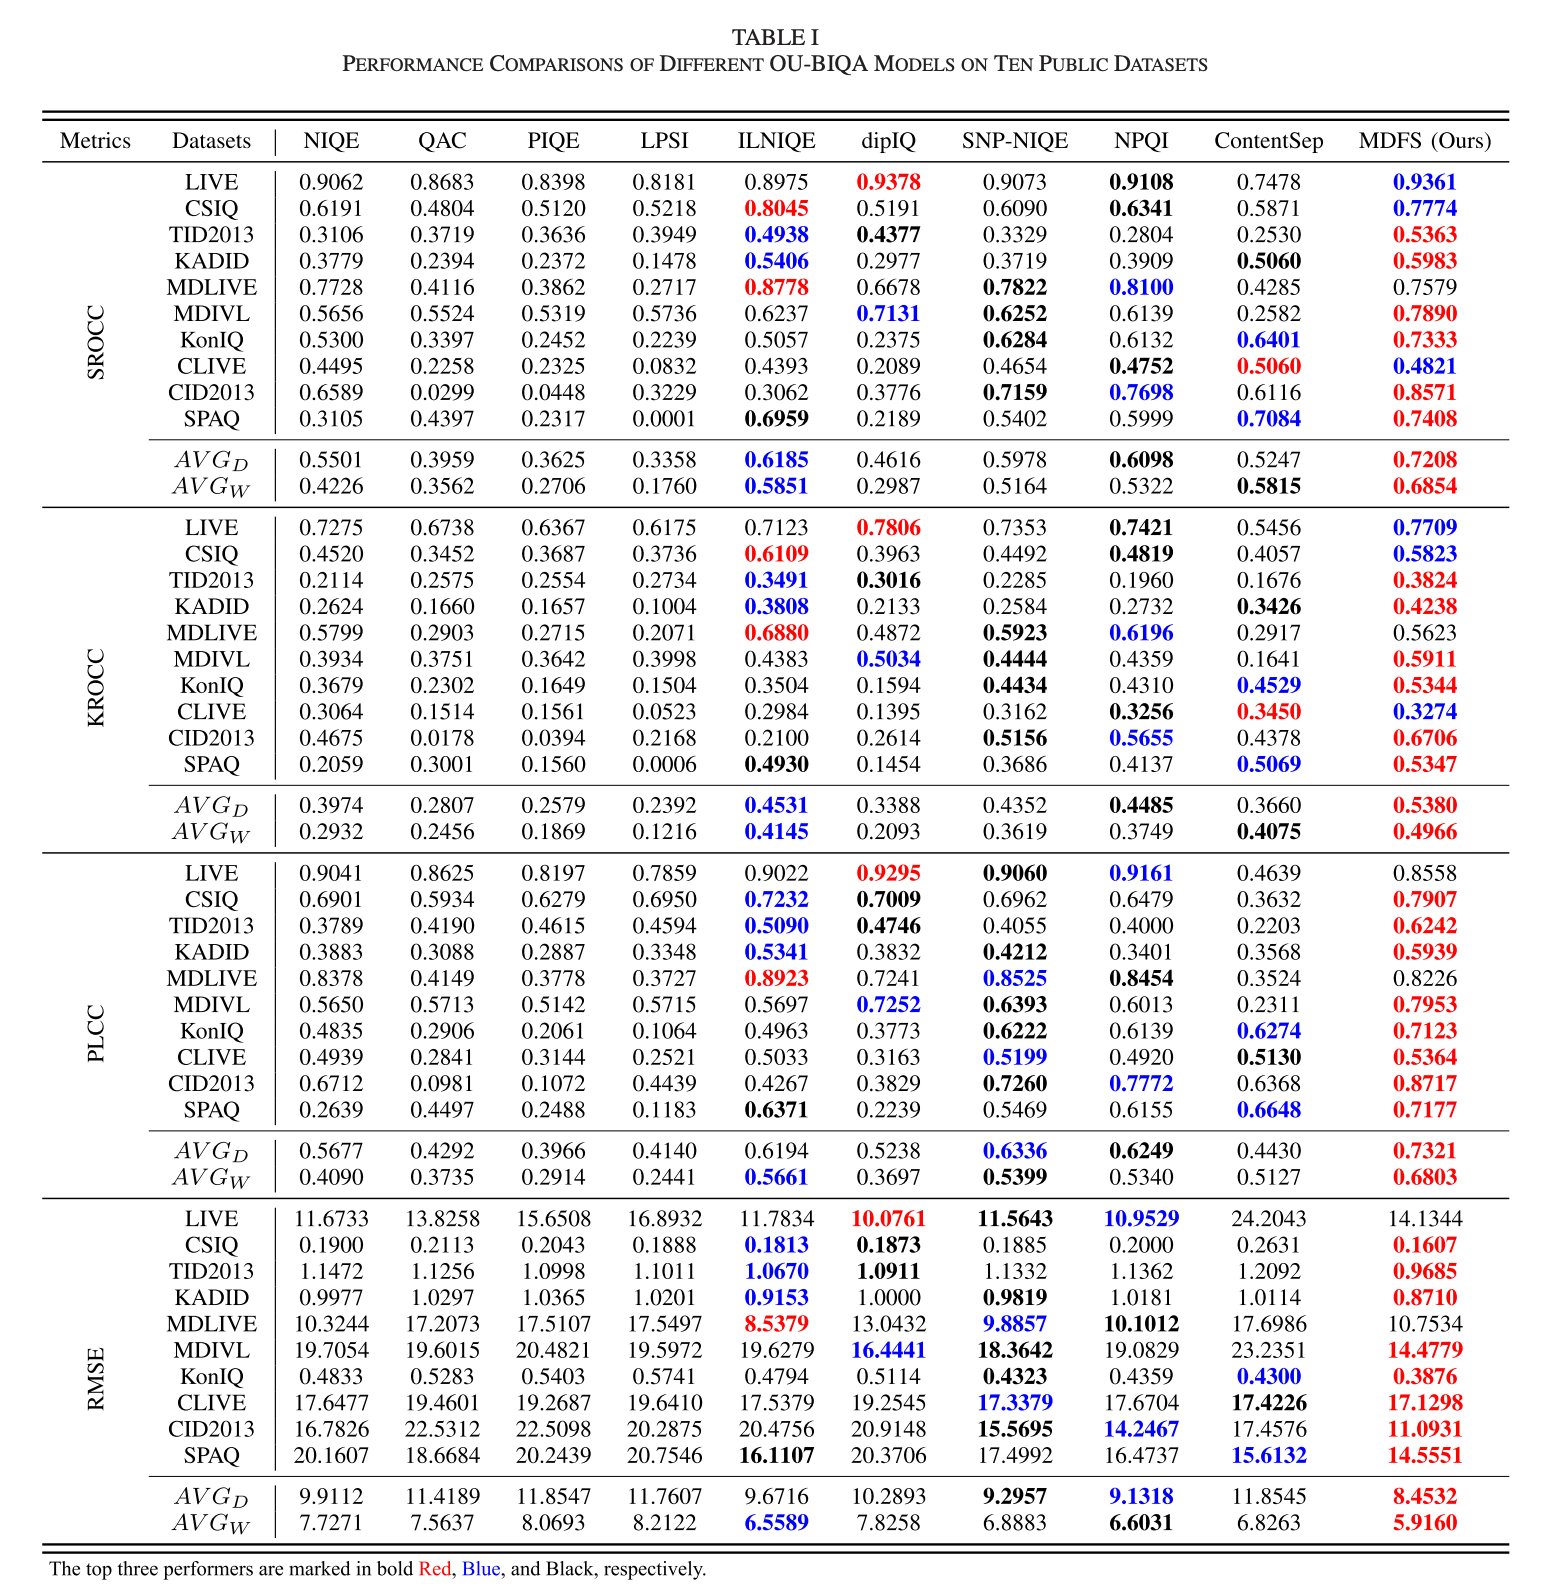 TABLE I
PERFORMANCE COMPARISONS OF DIFFERENT OU-BIQA MODELS ON TEN PUBLIC DATASETS
Metrics Datasets NIQE QAC PIQE LPSI ILNIQE dipIQ SNP-NIQE NPQI ContentSep MDFS (Ours)
SROCC
LIVE 0.9062 0.8683 0.8398 0.8181 0.8975 0.9378 0.9073 0.9108 0.7478 0.9361
CSIQ 0.6191 0.4804 0.5120 0.5218 0.8045 0.5191 0.6090 0.6341 0.5871 0.7774
TID2013 0.3106 0.3719 0.3636 0.3949 0.4938 0.4377 0.3329 0.2804 0.2530 0.5363
KADID 0.3779 0.2394 0.2372 0.1478 0.5406 0.2977 0.3719 0.3909 0.5060 0.5983
MDLIVE 0.7728 0.4116 0.3862 0.2717 0.8778 0.6678 0.7822 0.8100 0.4285 0.7579
MDIVL 0.5656 0.5524 0.5319 0.5736 0.6237 0.7131 0.6252 0.6139 0.2582 0.7890
KonIQ 0.5300 0.3397 0.2452 0.2239 0.5057 0.2375 0.6284 0.6132 0.6401 0.7333
CLIVE 0.4495 0.2258 0.2325 0.0832 0.4393 0.2089 0.4654 0.4752 0.5060 0.4821
CID2013 0.6589 0.0299 0.0448 0.3229 0.3062 0.3776 0.7159 0.7698 0.6116 0.8571
SPAQ 0.3105 0.4397 0.2317 0.0001 0.6959 0.2189 0.5402 0.5999 0.7084 0.7408
AVG_D 0.5501 0.3959 0.3625 0.3358 0.6185 0.4616 0.5978 0.6098 0.5247 0.7208
AVG_W 0.4226 0.3562 0.2706 0.1760 0.5851 0.2987 0.5164 0.5322 0.5815 0.6854
KROCC
LIVE 0.7275 0.6738 0.6367 0.6175 0.7123 0.7806 0.7353 0.7421 0.5456 0.7709
CSIQ 0.4520 0.3452 0.3687 0.3736 0.6109 0.3963 0.4492 0.4819 0.4057 0.5823
TID2013 0.2114 0.2575 0.2554 0.2734 0.3491 0.3016 0.2285 0.1960 0.1676 0.3824
KADID 0.2624 0.1660 0.1657 0.1004 0.3808 0.2133 0.2584 0.2732 0.3426 0.4238
MDLIVE 0.5799 0.2903 0.2715 0.2071 0.6880 0.4872 0.5923 0.6196 0.2917 0.5623
MDIVL 0.3934 0.3751 0.3642 0.3998 0.4383 0.5034 0.4444 0.4359 0.1641 0.5911
KonIQ 0.3679 0.2302 0.1649 0.1504 0.3504 0.1594 0.4434 0.4310 0.4529 0.5344
CLIVE 0.3064 0.1514 0.1561 0.0523 0.2984 0.1395 0.3162 0.3256 0.3450 0.3274
CID2013 0.4675 0.0178 0.0394 0.2168 0.2100 0.2614 0.5156 0.5655 0.4378 0.6706
SPAQ 0.2059 0.3001 0.1560 0.0006 0.4930 0.1454 0.3686 0.4137 0.5069 0.5347
AVG_D 0.3974 0.2807 0.2579 0.2392 0.4531 0.3388 0.4352 0.4485 0.3660 0.5380
AVG_W 0.2932 0.2456 0.1869 0.1216 0.4145 0.2093 0.3619 0.3749 0.4075 0.4966
PLCC
LIVE 0.9041 0.8625 0.8197 0.7859 0.9022 0.9295 0.9060 0.9161 0.4639 0.8558
CSIQ 0.6901 0.5934 0.6279 0.6950 0.7232 0.7009 0.6962 0.6479 0.3632 0.7907
TID2013 0.3789 0.4190 0.4615 0.4594 0.5090 0.4746 0.4055 0.4000 0.2203 0.6242
KADID 0.3883 0.3088 0.2887 0.3348 0.5341 0.3832 0.4212 0.3401 0.3568 0.5939
MDLIVE 0.8378 0.4149 0.3778 0.3727 0.8923 0.7241 0.8525 0.8454 0.3524 0.8226
MDIVL 0.5650 0.5713 0.5142 0.5715 0.5697 0.7252 0.6393 0.6013 0.2311 0.7953
KonIQ 0.4835 0.2906 0.2061 0.1064 0.4963 0.3773 0.6222 0.6139 0.6274 0.7123
CLIVE 0.4939 0.2841 0.3144 0.2521 0.5033 0.3163 0.5199 0.4920 0.5130 0.5364
CID2013 0.6712 0.0981 0.1072 0.4439 0.4267 0.3829 0.7260 0.7772 0.6368 0.8717
SPAQ 0.2639 0.4497 0.2488 0.1183 0.6371 0.2239 0.5469 0.6155 0.6648 0.7177
AVG_D 0.5677 0.4292 0.3966 0.4140 0.6194 0.5238 0.6336 0.6249 0.4430 0.7321
AVG_W 0.4090 0.3735 0.2914 0.2441 0.5661 0.3697 0.5399 0.5340 0.5127 0.6803
RMSE
LIVE 11.6733 13.8258 15.6508 16.8932 11.7834 10.0761 11.5643 10.9529 24.2043 14.1344
CSIQ 0.1900 0.2113 0.2043 0.1888 0.1813 0.1873 0.1885 0.2000 0.2631 0.1607
TID2013 1.1472 1.1256 1.0998 1.1011 1.0670 1.0911 1.1332 1.1362 1.2092 0.9685
KADID 0.9977 1.0297 1.0365 1.0201 0.9153 1.0000 0.9819 1.0181 1.0114 0.8710
MDLIVE 10.3244 17.2073 17.5107 17.5497 8.5379 13.0432 9.8857 10.1012 17.6986 10.7534
MDIVL 19.7054 19.6015 20.4821 19.5972 19.6279 16.4441 18.3642 19.0829 23.2351 14.4779
KonIQ 0.4833 0.5283 0.5403 0.5741 0.4794 0.5114 0.4323 0.4359 0.4300 0.3876
CLIVE 17.6477 19.4601 19.2687 19.6410 17.5379 19.2545 17.3379 17.6704 17.4226 17.1298
CID2013 16.7826 22.5312 22.5098 20.2875 20.4756 20.9148 15.5695 14.2467 17.4576 11.0931
SPAQ 20.1607 18.6684 20.2439 20.7546 16.1107 20.3706 17.4992 16.4737 15.6132 14.5551
AVG_D 9.9112 11.4189 11.8547 11.7607 9.6716 10.2893 9.2957 9.1318 11.8545 8.4532
AVG_W 7.7271 7.5637 8.0693 8.2122 6.5589 7.8258 6.8883 6.6031 6.8263 5.9160
The top three performers are marked in bold Red, Blue, and Black, respectively.